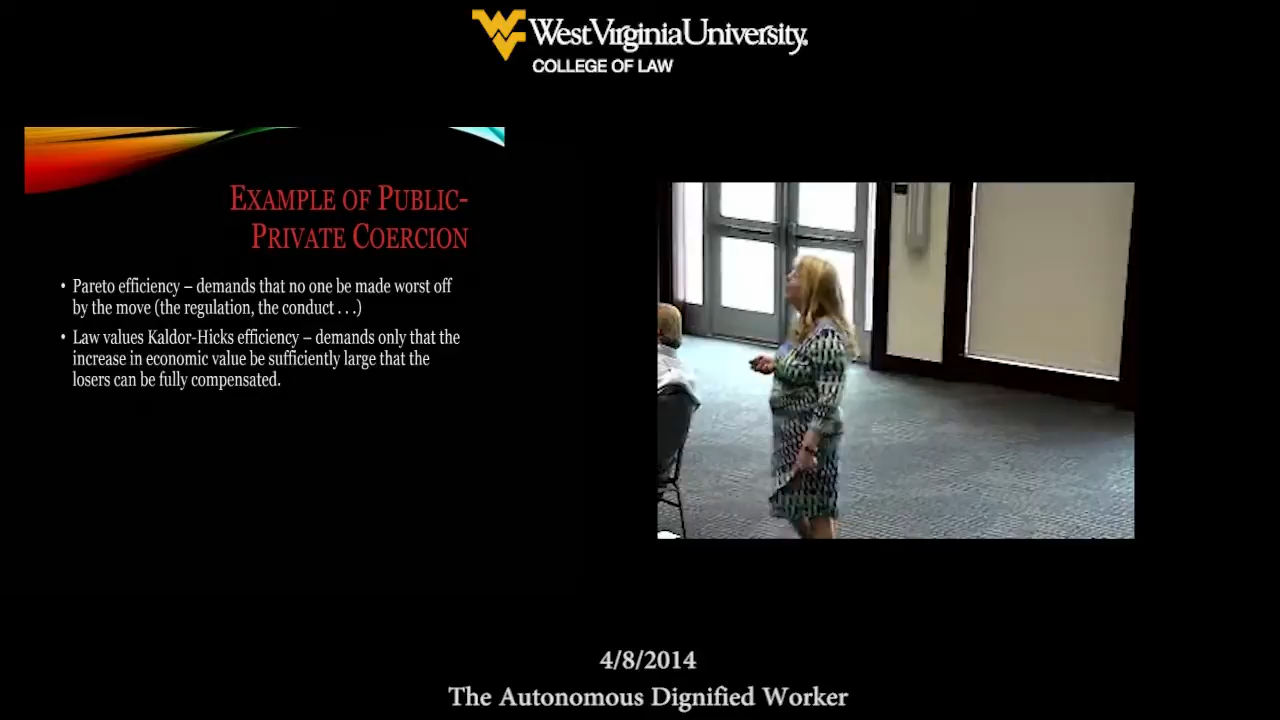 WestVirginiaUniversity.
COLLEGE OF LAW
EXAMPLE OF PUBLIC-
PRIVATE COERCION
• Pareto efficiency – demands that no one be made worst off
by the move (the regulation, the conduct . . .)
• Law values Kaldor-Hicks efficiency – demands only that the
increase in economic value be sufficiently large that the
losers can be fully compensated.
4/8/2014
The Autonomous Dignified Worker